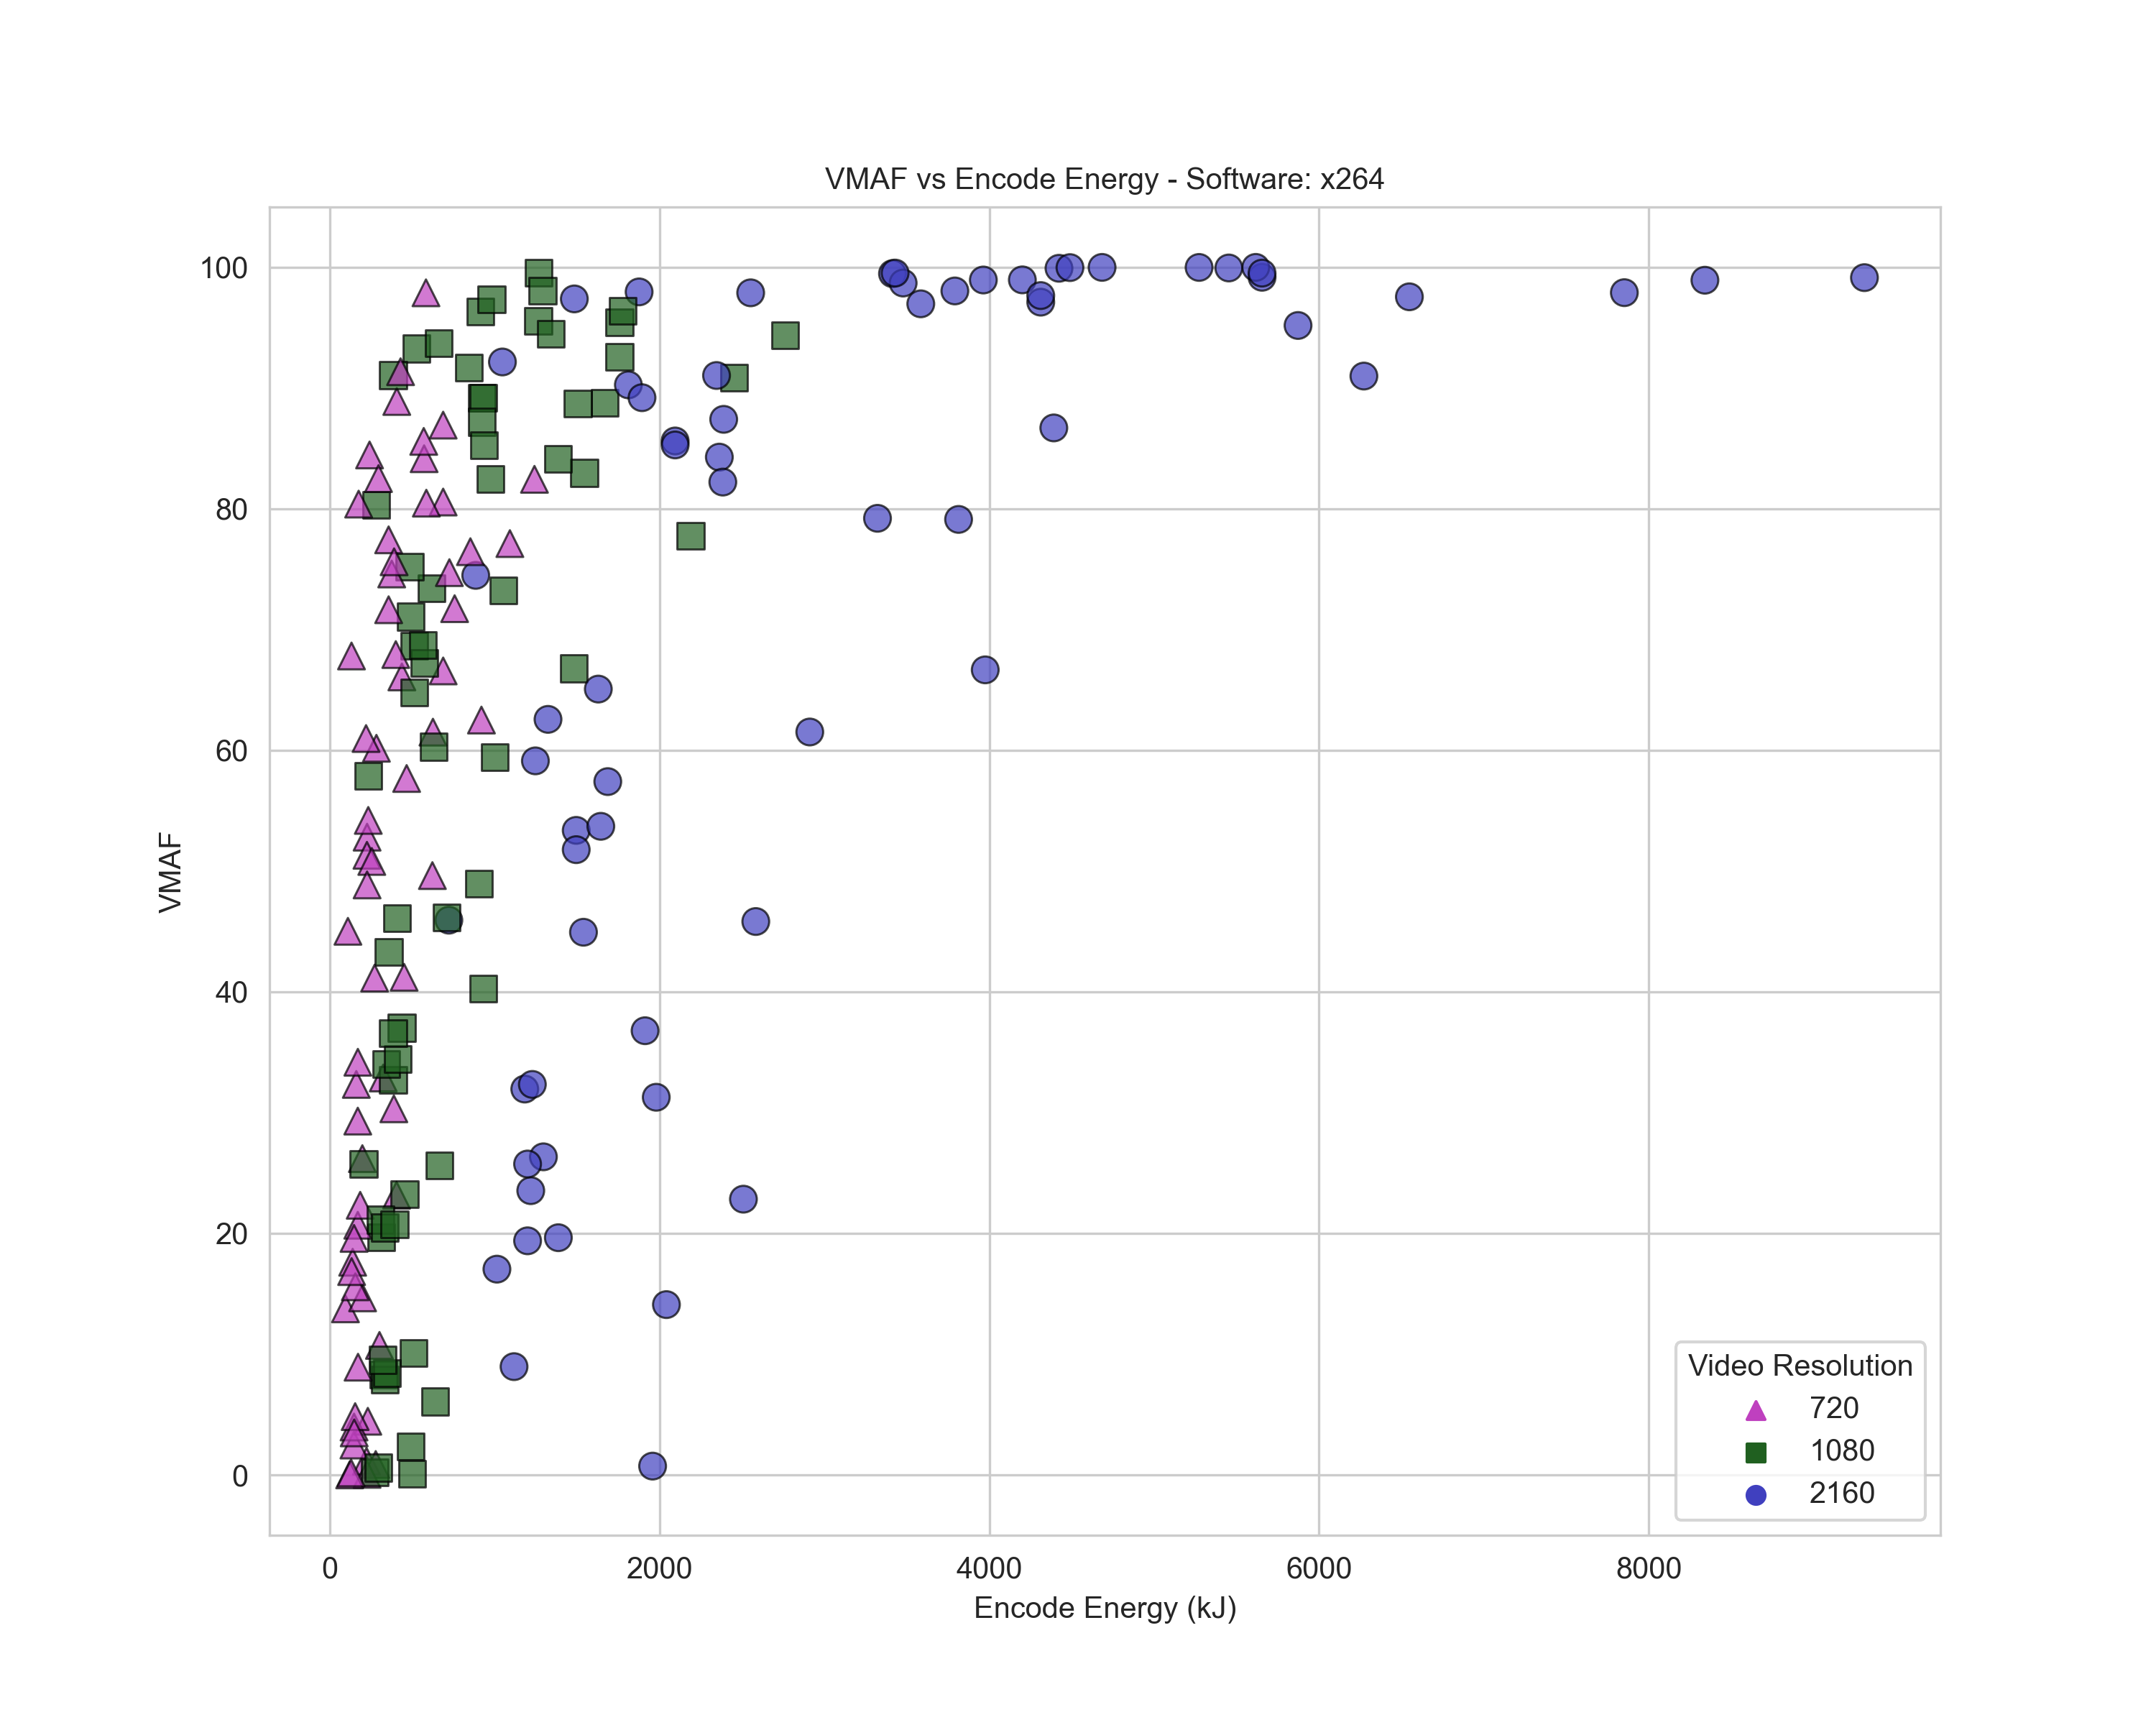 VMAF vs Encode Energy - Software: x264
100
80
60
40
20
0
VMAF
0 2000 4000 6000 8000
Encode Energy (kJ)
Video Resolution
720
1080
2160